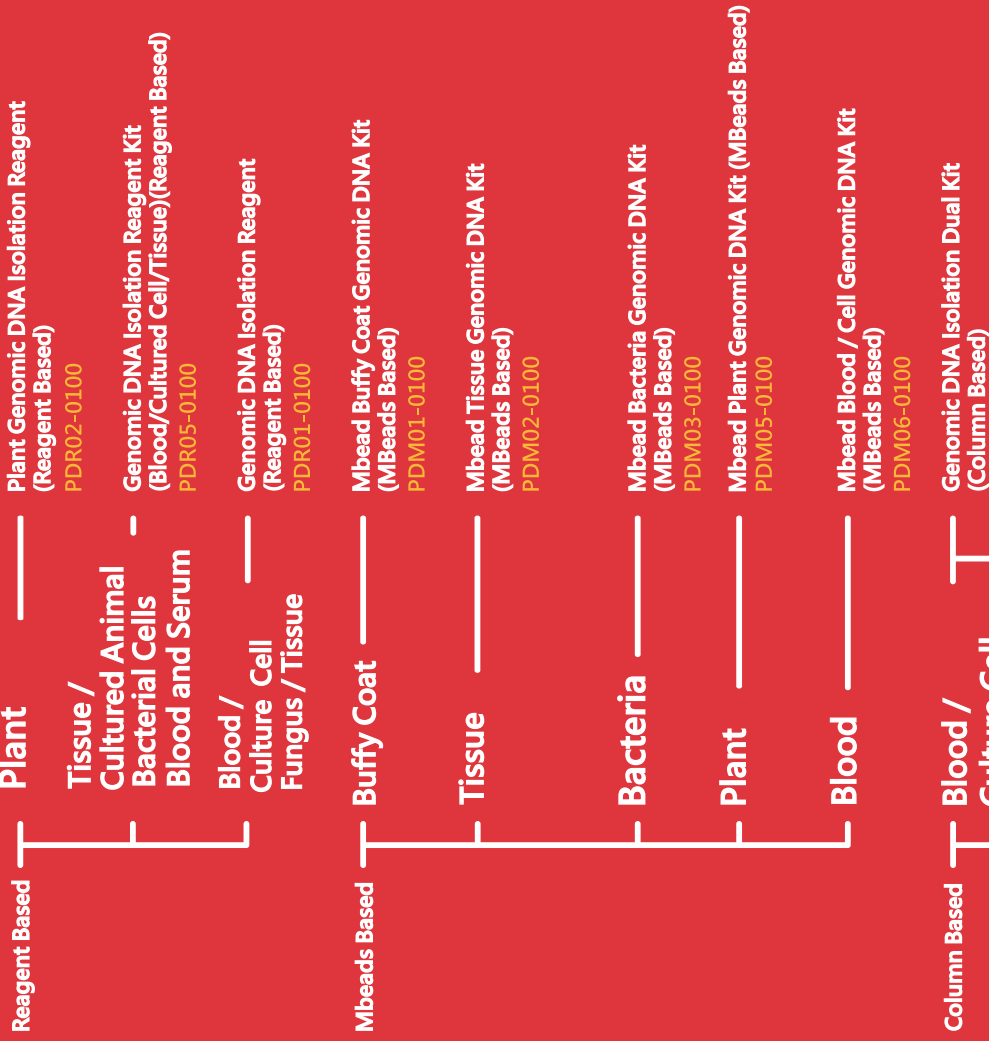 Reagent Based
Plant
Plant Genomic DNA Isolation Reagent
(Reagent Based)
PDR02-0100
Tissue /
Cultured Animal
Bacterial Cells
Blood and Serum
Genomic DNA Isolation Reagent Kit
(Blood/Cultured Cell/Tissue)(Reagent Based)
PDR05-0100
Blood /
Culture Cell
Fungus / Tissue
Genomic DNA Isolation Reagent
(Reagent Based)
PDR01-0100
Mbeads Based
Buffy Coat
Mbead Buffy Coat Genomic DNA Kit
(MBeads Based)
PDM01-0100
Tissue
Mbead Tissue Genomic DNA Kit
(MBeads Based)
PDM02-0100
Bacteria
Mbead Bacteria Genomic DNA Kit
(MBeads Based)
PDM03-0100
Plant
Mbead Plant Genomic DNA Kit (MBeads Based)
PDM05-0100
Blood
Mbead Blood / Cell Genomic DNA Kit
(MBeads Based)
PDM06-0100
Column Based
Blood /
Culture Cell
Genomic DNA Isolation Dual Kit
(Column Based)